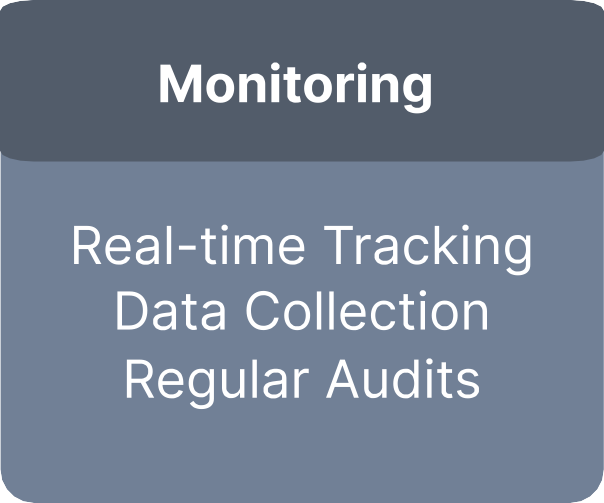 Monitoring
Real-time Tracking
Data Collection
Regular Audits